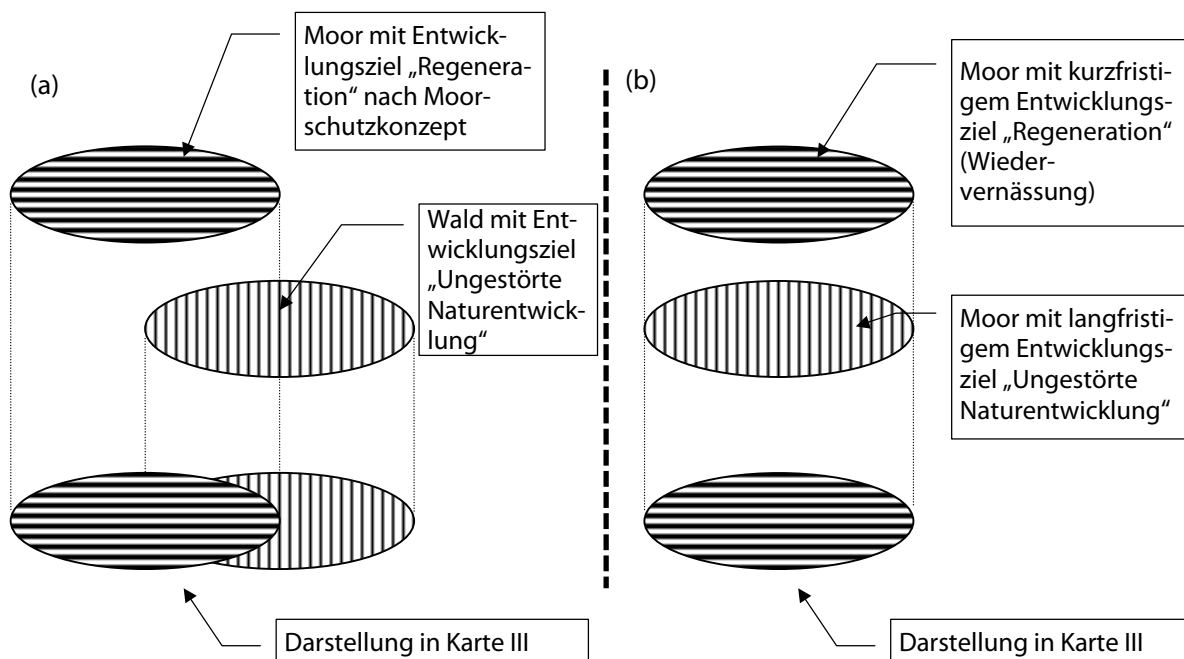 (a)
Moor mit Entwick-
lungsziel „Regenera-
tion“ nach Moor-
schutzkonzept
Wald mit Ent-
wicklungsziel
„Ungestörte
Naturentwick-
lung“
Darstellung in Karte III
(b)
Moor mit kurzfristi-
gem Entwicklungs-
ziel „Regeneration“
(Wieder-
vernässung)
Moor mit langfristi-
gem Entwicklungs-
ziel „Ungestörte
Naturentwicklung“
Darstellung in Karte III